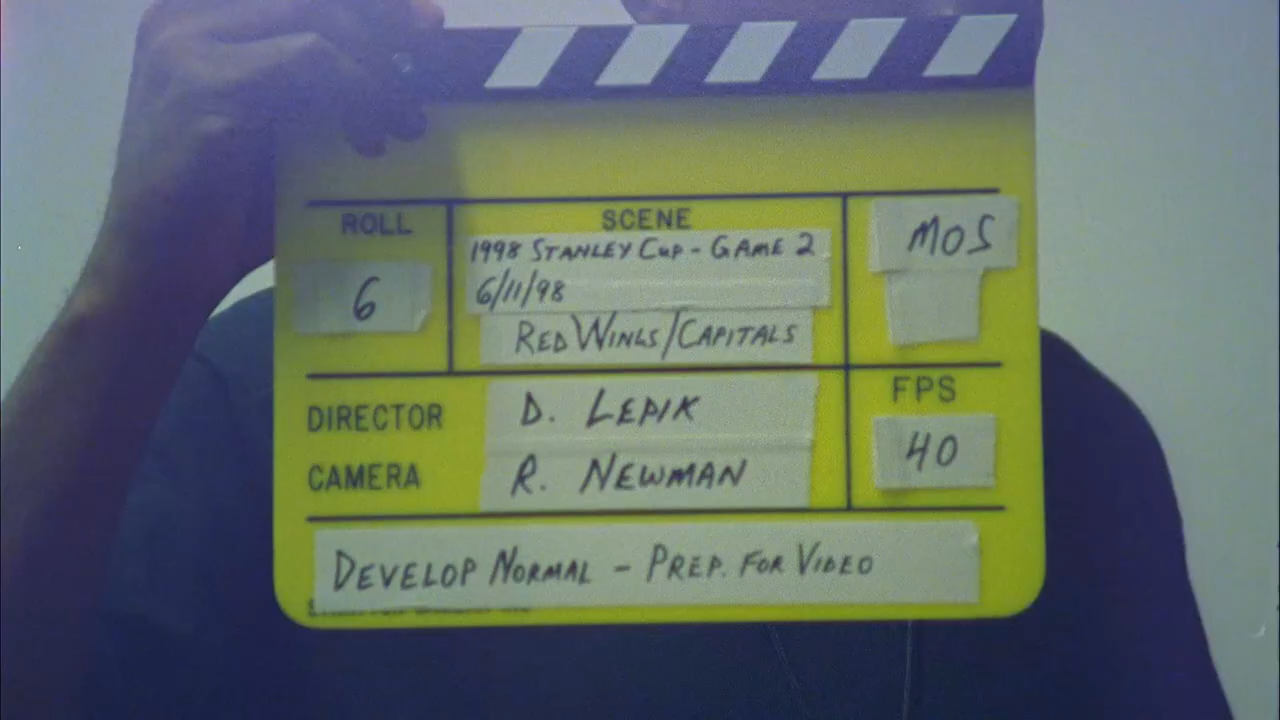 ROLL
SCENE
6
1998 STANLEY CUP - GAME 2
6/11/98
RED WINGS/CAPITALS
MOS
DIRECTOR
D. LEPIK
CAMERA
R. NEWMAN
FPS
40
DEVELOP NORMAL - PREP. FOR VIDEO